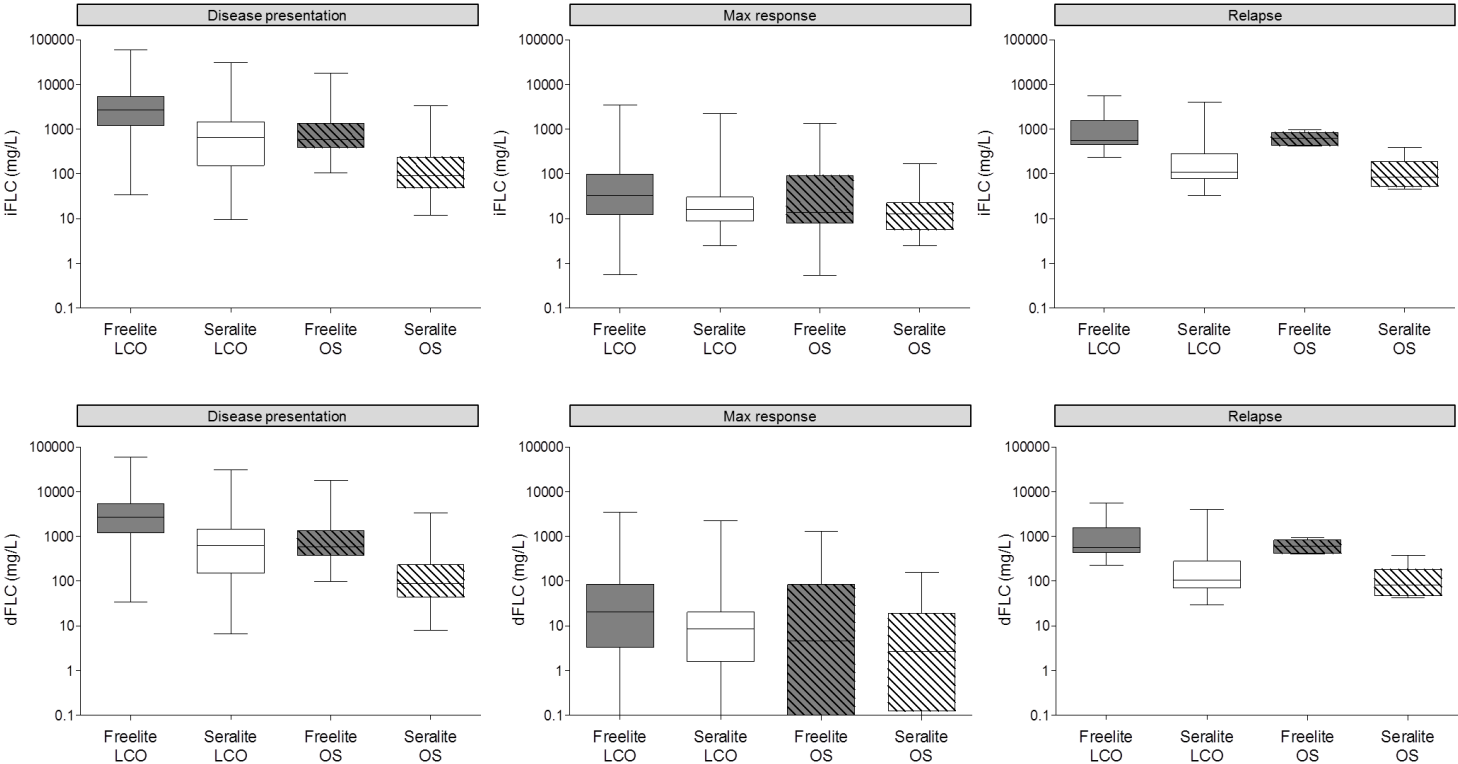 Disease presentation
iFLC (mg/L)
100000
10000
1000
100
10
1
0.1
Freelite Seralite Freelite Seralite
LCO LCO OS OS
Max response
iFLC (mg/L)
100000
10000
1000
100
10
1
0.1
Freelite Seralite Freelite Seralite
LCO LCO OS OS
Relapse
iFLC (mg/L)
100000
10000
1000
100
10
1
0.1
Freelite Seralite Freelite Seralite
LCO LCO OS OS
Disease presentation
dFLC (mg/L)
100000
10000
1000
100
10
1
0.1
Freelite Seralite Freelite Seralite
LCO LCO OS OS
Max response
dFLC (mg/L)
100000
10000
1000
100
10
1
0.1
Freelite Seralite Freelite Seralite
LCO LCO OS OS
Relapse
dFLC (mg/L)
100000
10000
1000
100
10
1
0.1
Freelite Seralite Freelite Seralite
LCO LCO OS OS